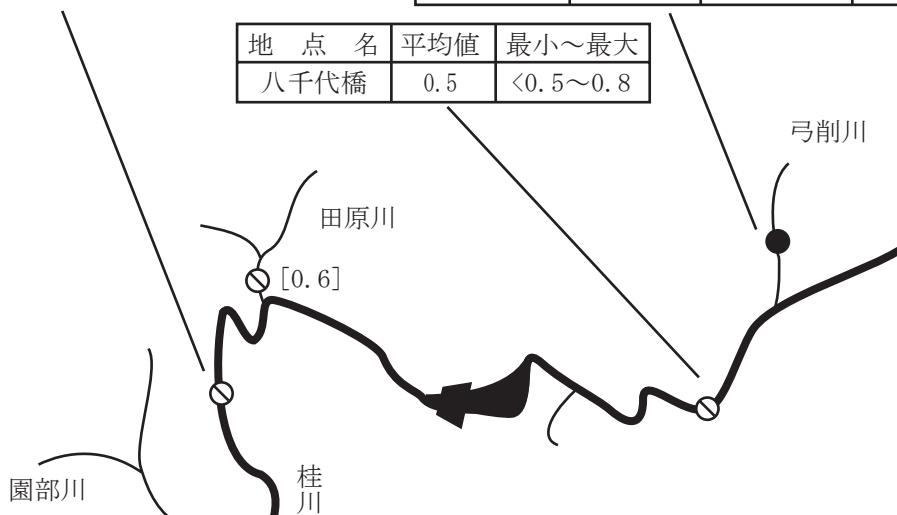 地点名 平均値 最小～最大
八千代橋 0.5 <0.5～0.8
弓削川
田原川
[0.6]
園部川
桂川